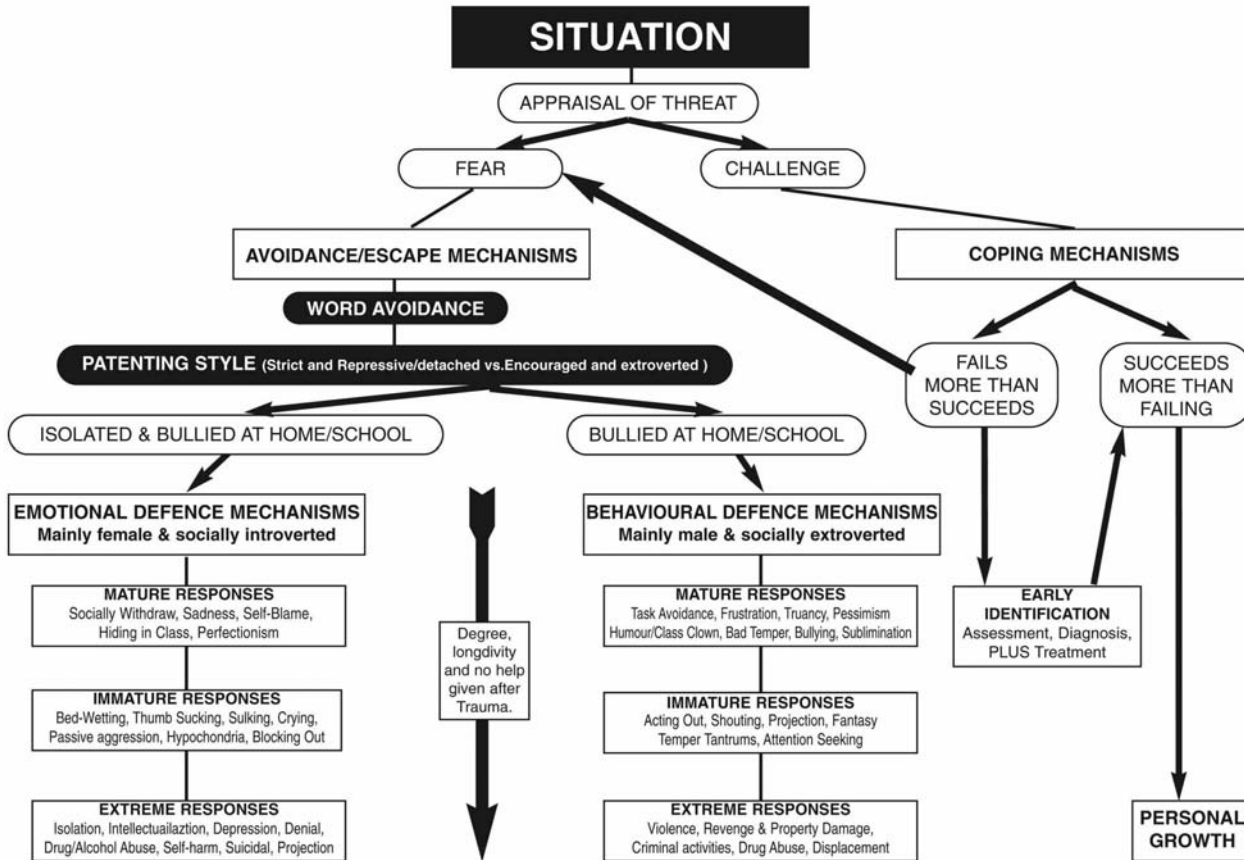 SITUATION
APPRAISAL OF THREAT
FEAR
CHALLENGE
AVOIDANCE/ESCAPE MECHANISMS
COPING MECHANISMS
WORD AVOIDANCE
PATENTING STYLE (Strict and Repressive/detached vs.Encouraged and extroverted )
FAILS
MORE THAN
SUCCEEDS
SUCCEEDS
MORE THAN
FAILING
ISOLATED & BULLIED AT HOME/SCHOOL
BULLIED AT HOME/SCHOOL
EMOTIONAL DEFENCE MECHANISMS
Mainly female & socially introverted
BEHAVIOURAL DEFENCE MECHANISMS
Mainly male & socially extroverted
MATURE RESPONSES
Socially Withdraw, Sadness, Self-Blame,
Hiding in Class, Perfectionism
MATURE RESPONSES
Task Avoidance, Frustration, Truancy, Pessimism
Humour/Class Clown, Bad Temper, Bullying, Sublimination
EARLY
IDENTIFICATION
Assessment, Diagnosis,
PLUS Treatment
Degree,
longdivity
and no help
given after
Trauma.
IMMATURE RESPONSES
Bed-Wetting, Thumb Sucking, Sulking, Crying,
Passive aggression, Hypochondria, Blocking Out
IMMATURE RESPONSES
Acting Out, Shouting, Projection, Fantasy
Temper Tantrums, Attention Seeking
EXTREME RESPONSES
Isolation, Intellectuailaztion, Depression, Denial,
Drug/Alcohol Abuse, Self-harm, Suicidal, Projection
EXTREME RESPONSES
Violence, Revenge & Property Damage,
Criminal activities, Drug Abuse, Displacement
PERSONAL
GROWTH